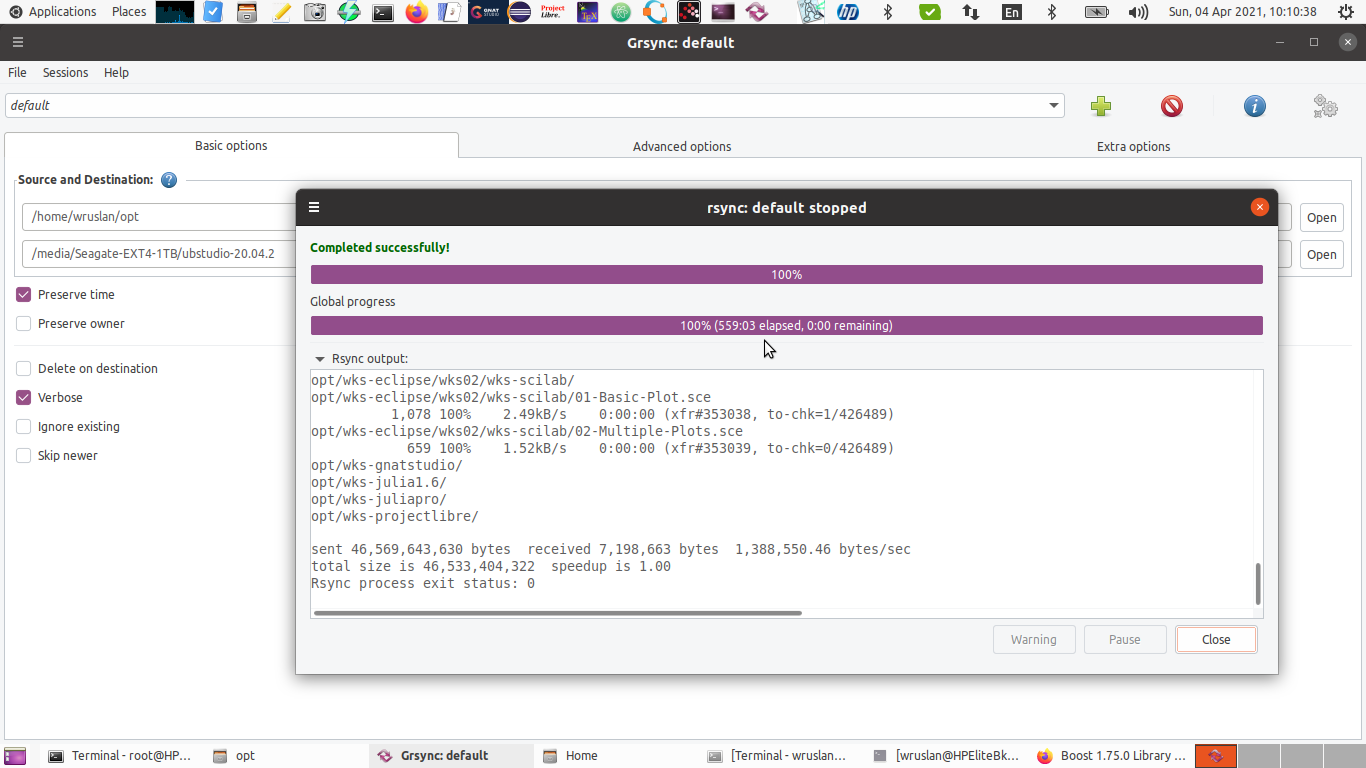 Applications Places GNAT STUDIO Project Libre. TEX hp En Sun, 04 Apr 2021, 10:10:38
Grsync: default
File Sessions Help
default
Basic options Advanced options Extra options
Source and Destination:
/home/wruslan/opt Open
/media/Seagate-EXT4-1TB/ubstudio-20.04.2 Open
Preserve time
Preserve owner
Delete on destination
Verbose
Ignore existing
Skip newer
rsync: default stopped
Completed successfully!
100%
Global progress
100% (559:03 elapsed, 0:00 remaining)
Rsync output:
opt/wks-eclipse/wks02/wks-scilab/
opt/wks-eclipse/wks02/wks-scilab/01-Basic-Plot.sce
1,078 100% 2.49kB/s 0:00:00 (xfr#353038, to-chk=1/426489)
opt/wks-eclipse/wks02/wks-scilab/02-Multiple-Plots.sce
659 100% 1.52kB/s 0:00:00 (xfr#353039, to-chk=0/426489)
opt/wks-gnatstudio/
opt/wks-julia1.6/
opt/wks-juliapro/
opt/wks-projectlibre/
sent 46,569,643,630 bytes received 7,198,663 bytes 1,388,550.46 bytes/sec
total size is 46,533,404,322 speedup is 1.00
Rsync process exit status: 0
Warning Pause Close
Terminal - root@HP... opt Grsync: default Home [Terminal - wruslan... [wruslan@HPEliteBk... Boost 1.75.0 Library ...